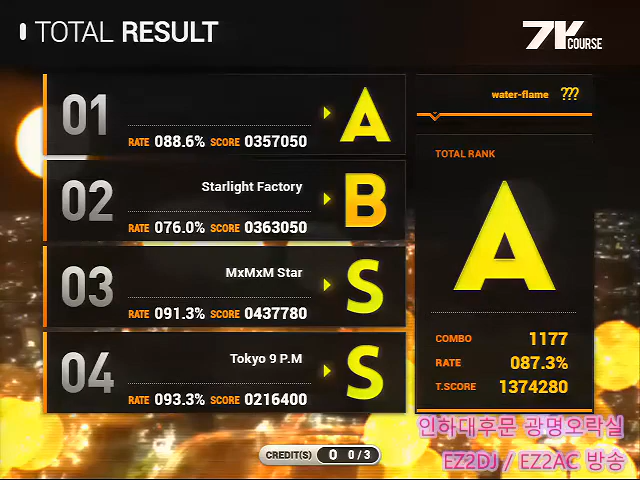 TOTAL RESULT
7K COURSE
01
RATE 088.6% SCORE 0357050
A
02
Starlight Factory
RATE 076.0% SCORE 0363050
B
03
MxMxM Star
RATE 091.3% SCORE 0437780
S
04
Tokyo 9 P.M
RATE 093.3% SCORE 0216400
S
water-flame ???
TOTAL RANK
A
COMBO 1177
RATE 087.3%
T.SCORE 1374280
인하대후문 광명오락실
EZ2DJ / EZ2AC 방송
CREDIT(S) 0 0/3